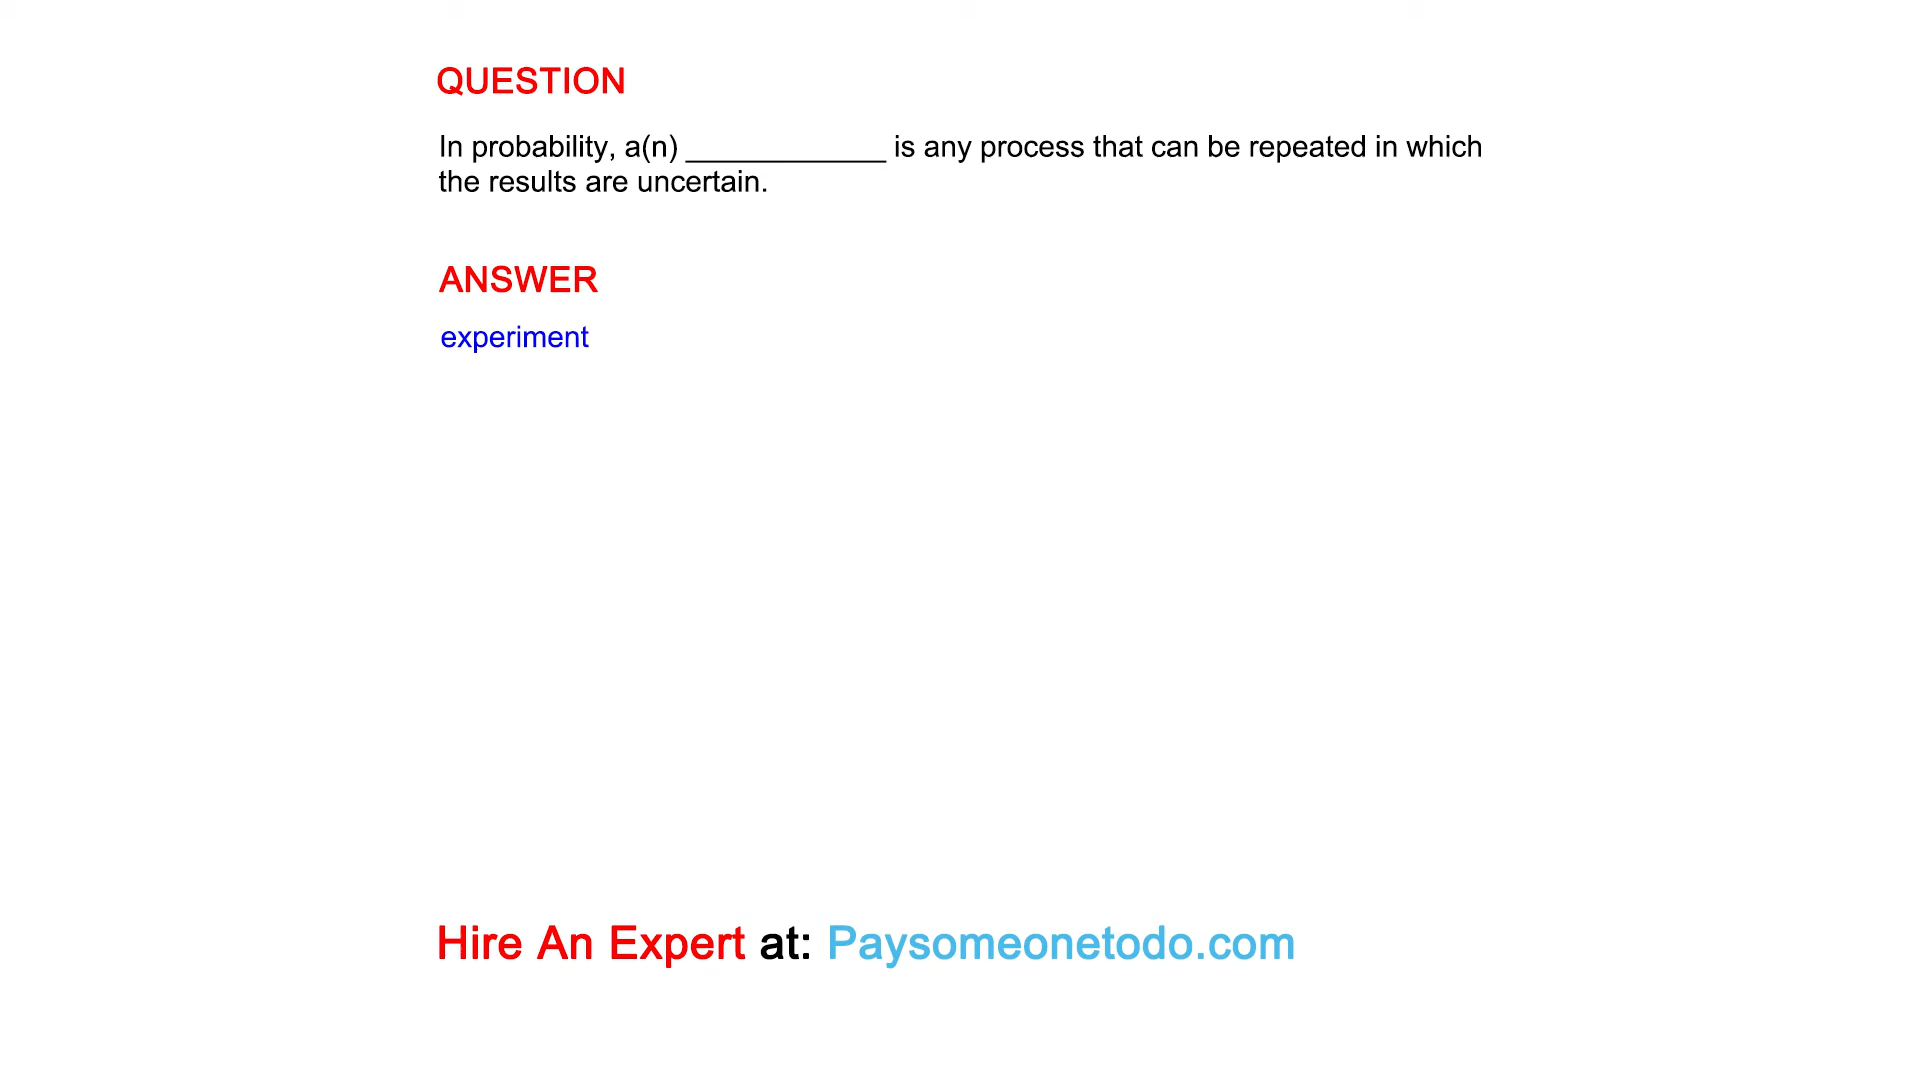 QUESTION
In probability, a(n) ____________ is any process that can be repeated in which
the results are uncertain.
ANSWER
experiment
Hire An Expert at: Paysomeonetodo.com